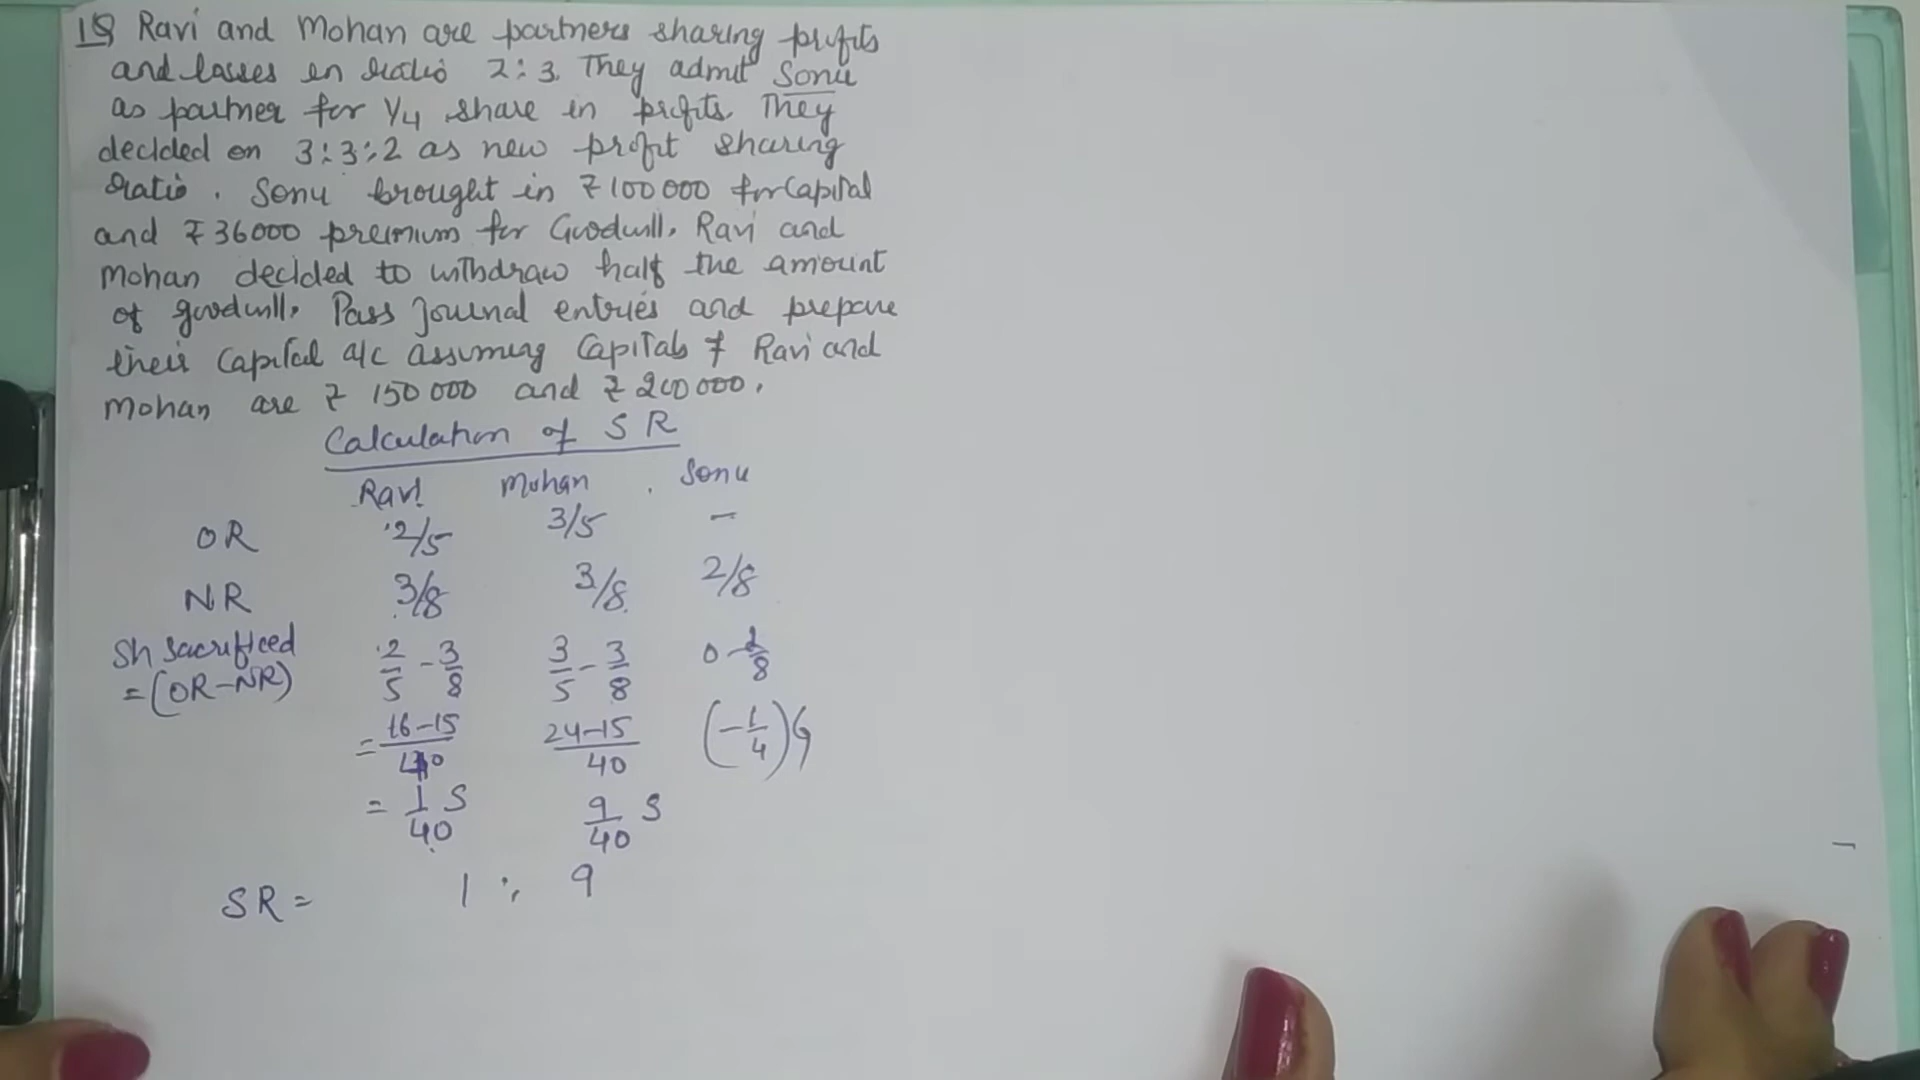 1Q Ravi and Mohan are partners sharing profits
and losses in ratio 2:3. They admit Sonu
as partner for 1/4 share in profits. They
decided on 3:3:2 as new profit sharing
ratio. Sonu brought in ₹100000 for Capital
and ₹36000 premium for Goodwill. Ravi and
Mohan decided to withdraw half the amount
of goodwill. Pass Journal entries and prepare
their Capital a/c assuming Capitals of Ravi and
Mohan are ₹ 150000 and ₹ 200000.
Calculation of SR
Ravi Mohan Sonu
OR 2/5 3/5 -
NR 3/8 3/8 2/8
Sh sacrificed 2/5 - 3/8 3/5 - 3/8 0 - 2/8
= (OR-NR)
= 16-15/40 24-15/40 (-1/4) G
= 1/40 S 9/40 S
SR = 1 : 9